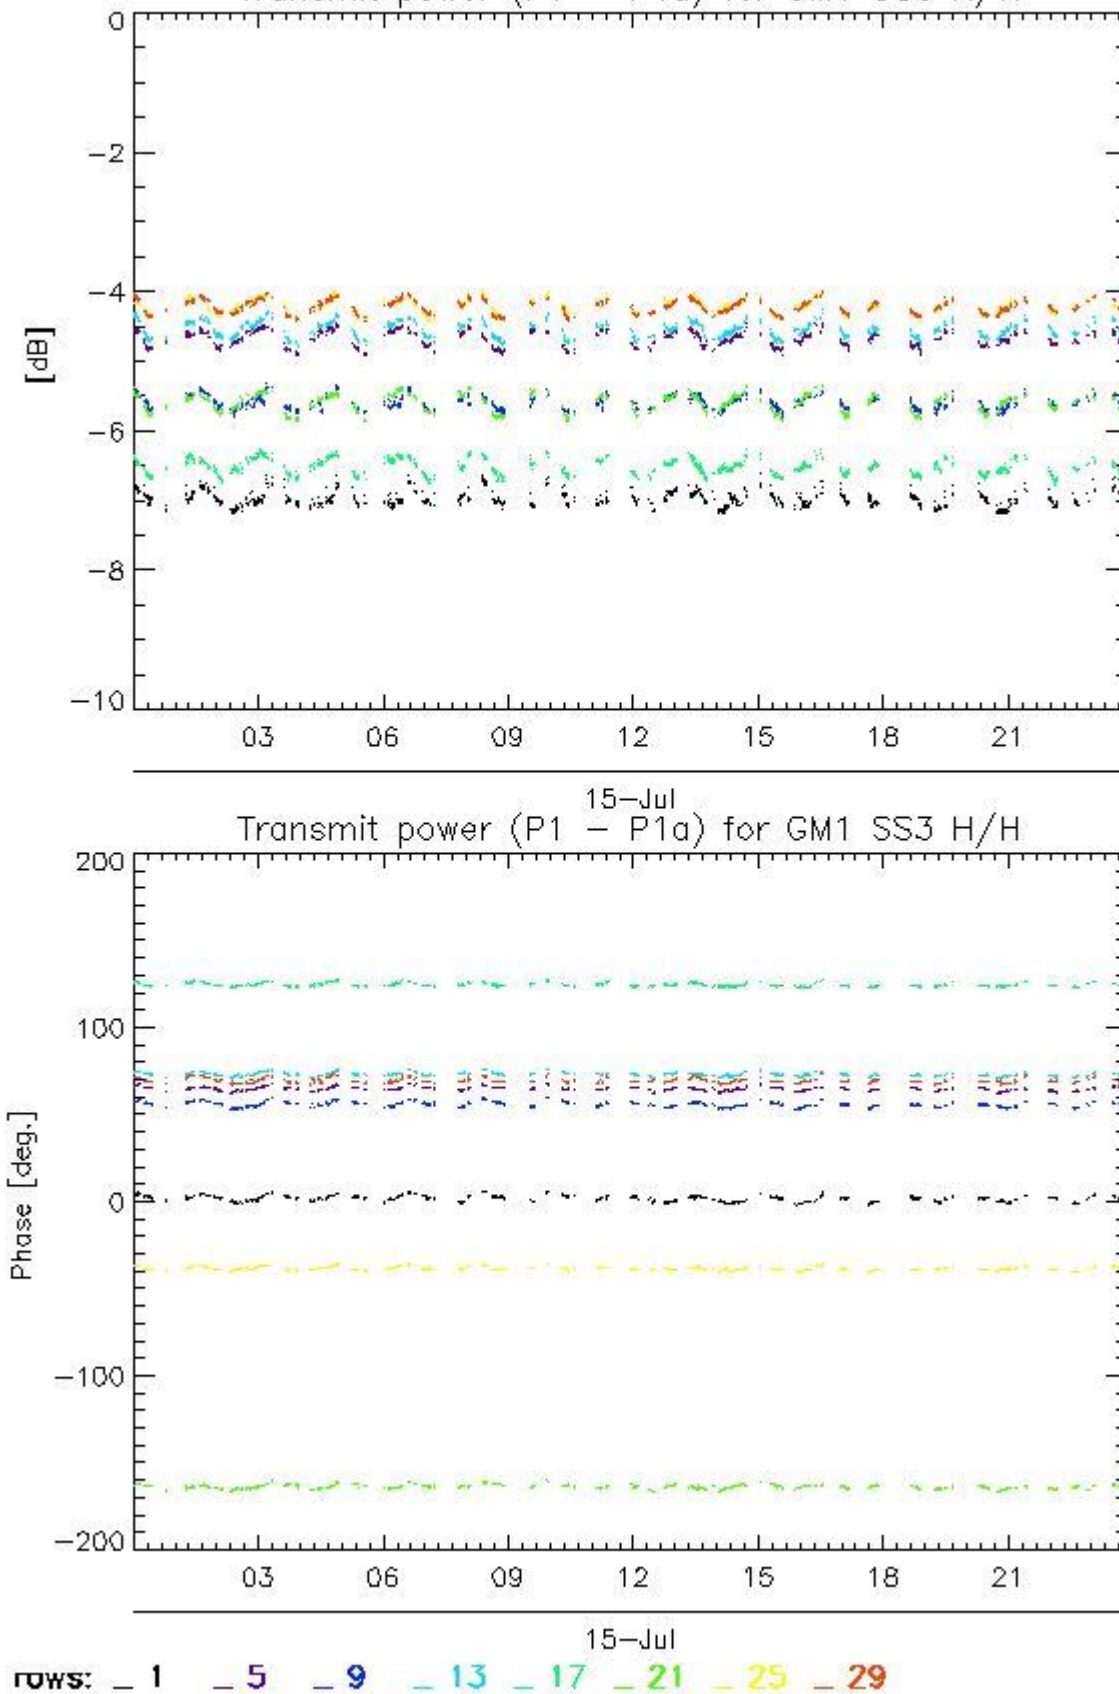 0
−2
−4
[dB]
−6
−8
−10
03 06 09 12 15 18 21
15−Jul
Transmit power (P1 − P1a) for GM1 SS3 H/H
200
100
Phase [deg.]
0
−100
−200
03 06 09 12 15 18 21
15−Jul
rows: _ 1 _ 5 _ 9 _ 13 _ 17 _ 21 _ 25 _ 29